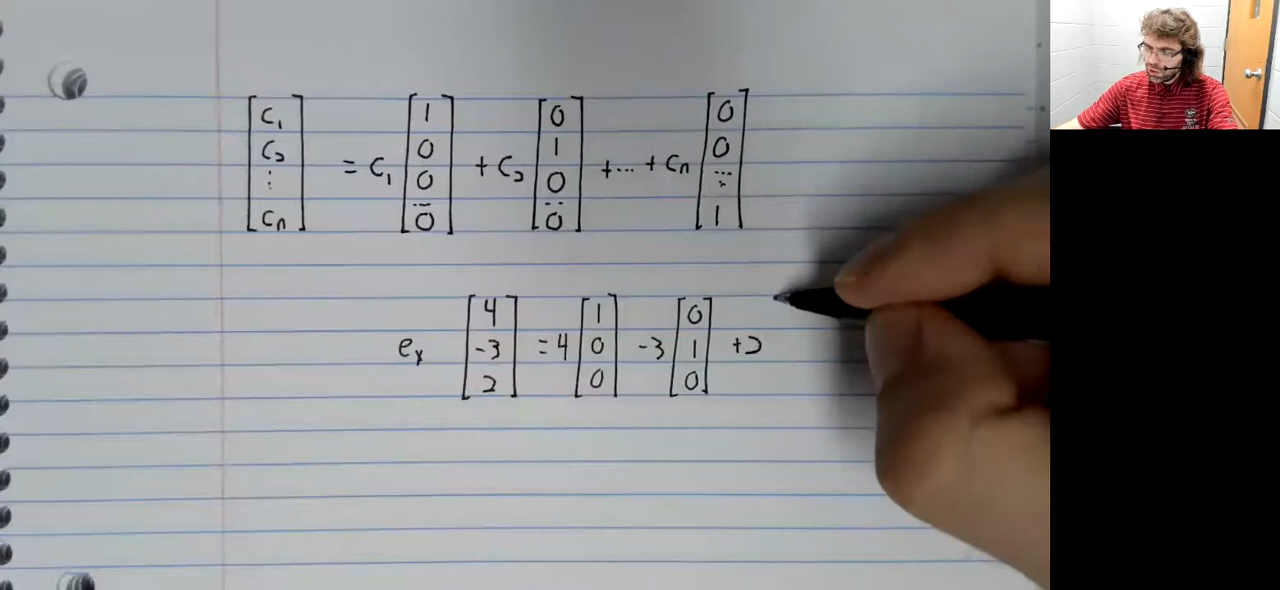 [c₁ c₂ ⋮ cₙ] = c₁ [1 0 0 ... 0] + c₂ [0 1 0 ... 0] + ... + cₙ [0 0 ... 1]
ex [4 -3 2] = 4 [1 0 0] -3 [0 1 0] +2